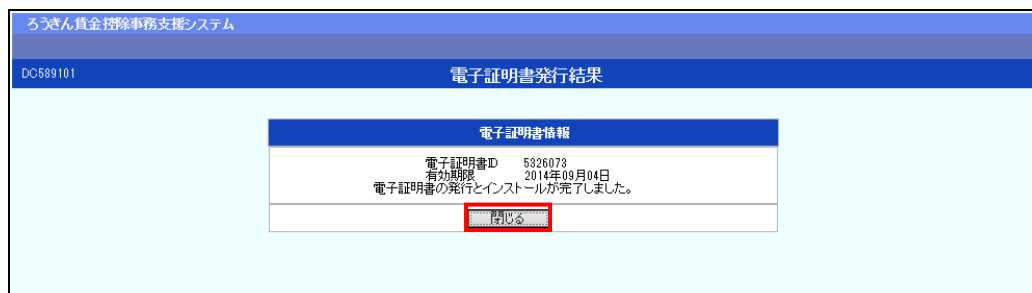 ろうきん賃金控除事務支援システム
DC589101
電子証明書発行結果
電子証明書情報
電子証明書ID 5326073
有効期限 2014年09月04日
電子証明書の発行とインストールが完了しました。
閉じる